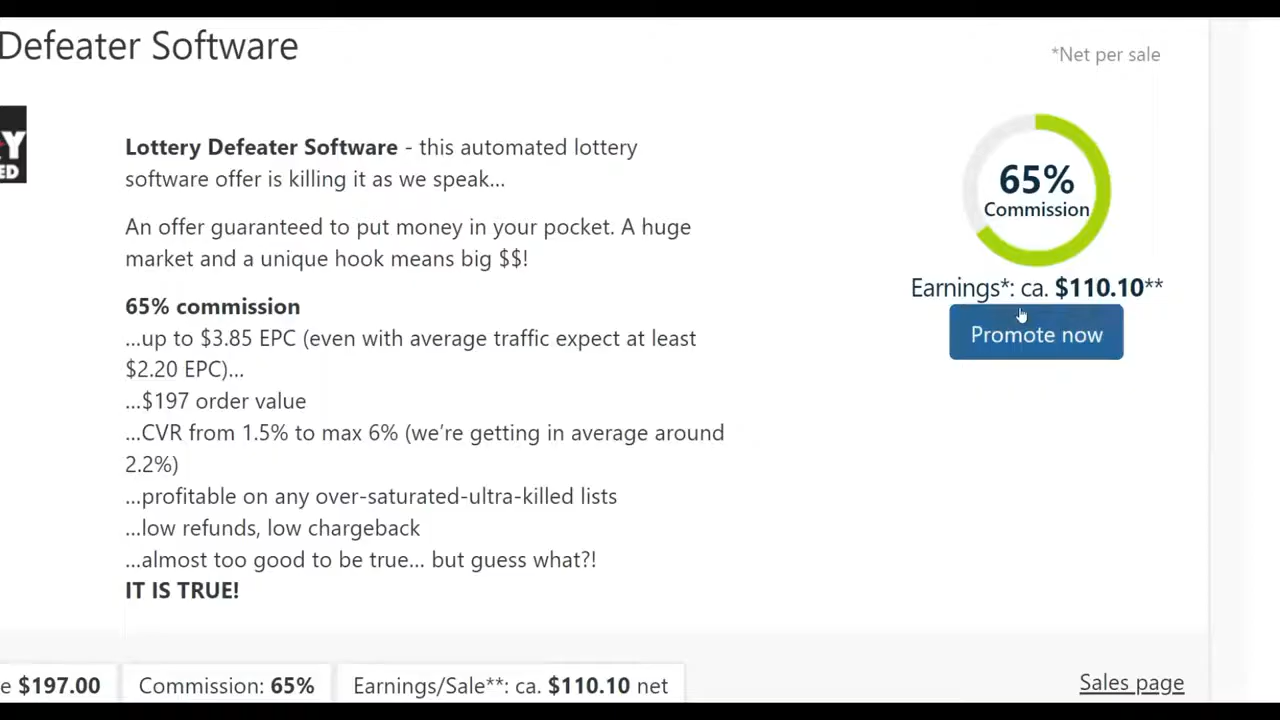 Defeater Software
*Net per sale
Lottery Defeater Software - this automated lottery
software offer is killing it as we speak...
An offer guaranteed to put money in your pocket. A huge
market and a unique hook means big $$!
65% commission
...up to $3.85 EPC (even with average traffic expect at least
$2.20 EPC)...
...$197 order value
...CVR from 1.5% to max 6% (we’re getting in average around
2.2%)
...profitable on any over-saturated-ultra-killed lists
...low refunds, low chargeback
...almost too good to be true... but guess what?!
IT IS TRUE!
65%
Commission
Earnings*: ca. $110.10**
Promote now
e $197.00
Commission: 65%
Earnings/Sale**: ca. $110.10 net
Sales page